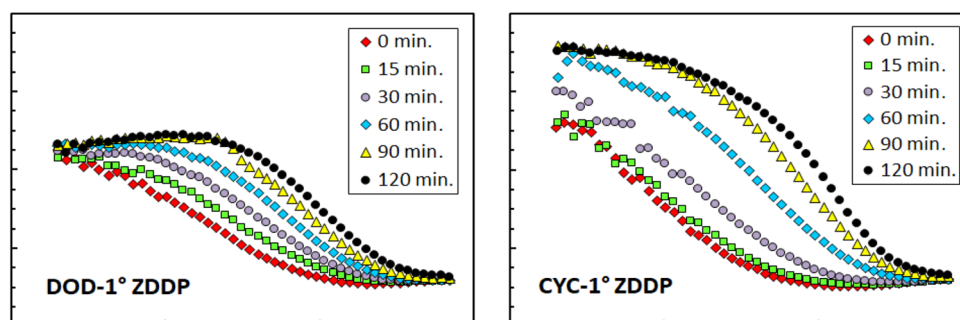 0 min.
15 min.
30 min.
60 min.
90 min.
120 min.
DOD-1° ZDDP
0 min.
15 min.
30 min.
60 min.
90 min.
120 min.
CYC-1° ZDDP